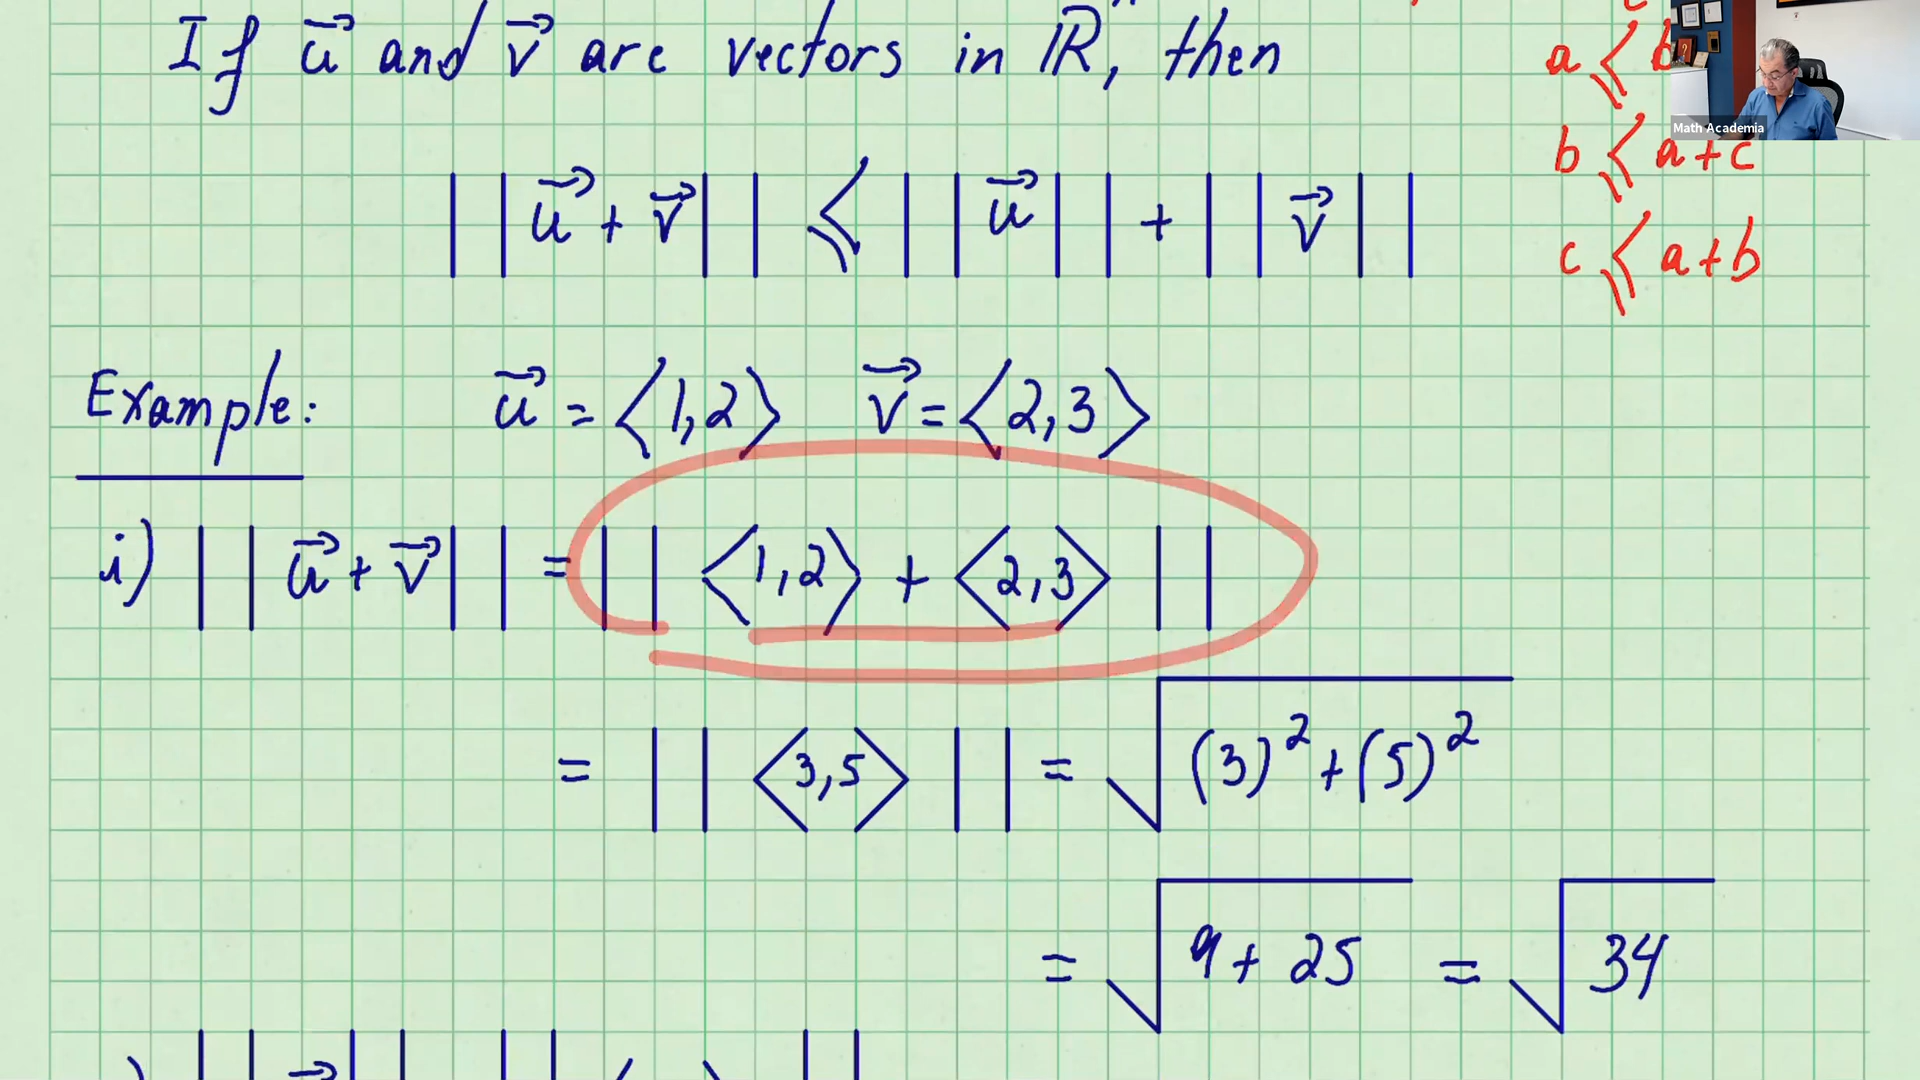 If u⃗ and v⃗ are vectors in ℝⁿ, then
||u⃗ + v⃗|| ⩽ ||u⃗|| + ||v⃗||
a ⩽ b
Math Academia
b ⩽ a+c
c ⩽ a+b
Example: u⃗ = ⟨1,2⟩ v⃗ = ⟨2,3⟩
i) ||u⃗ + v⃗|| = ||⟨1,2⟩ + ⟨2,3⟩||
= ||⟨3,5⟩|| = √((3)² + (5)²)
= √(9 + 25) = √34